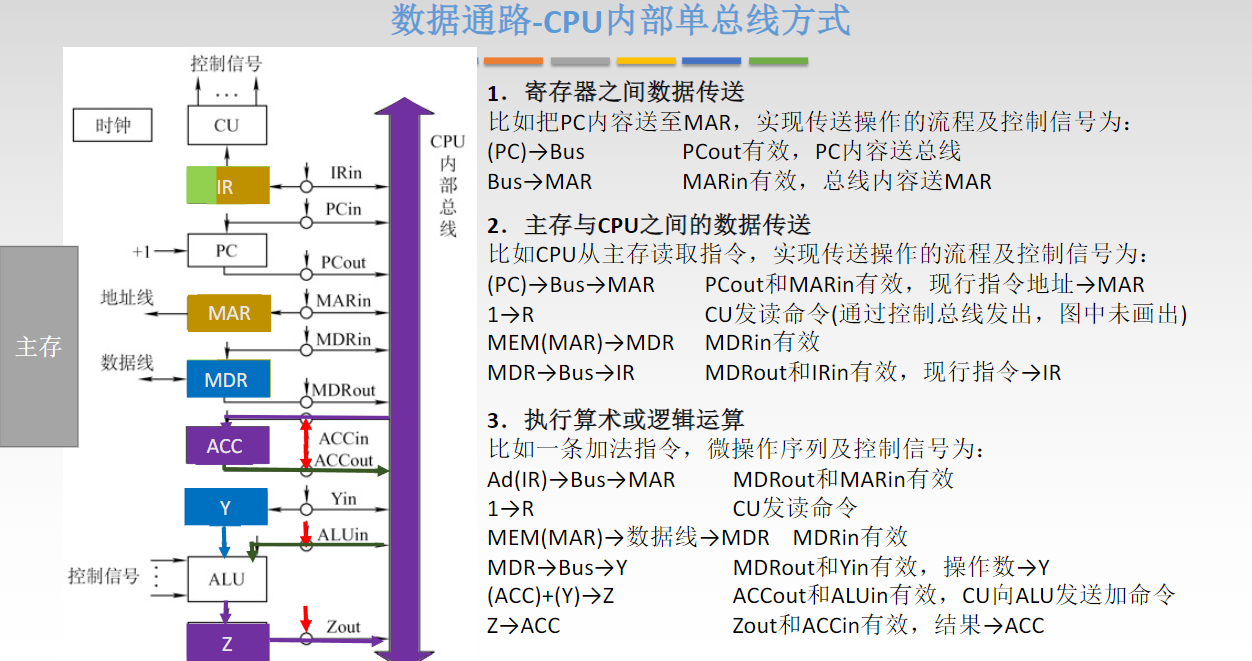 数据通路-CPU内部单总线方式
控制信号
...
时钟
CU
CPU内部总线
IR
IRin
PCin
+1
PC
PCout
地址线
MAR
MARin
主存
MDRin
数据线
MDR
MDRout
ACC
ACCin
ACCout
Y
Yin
ALUin
控制信号
ALU
Z
Zout
1. 寄存器之间数据传送
比如把PC内容送至MAR，实现传送操作的流程及控制信号为：
(PC)→Bus PCout有效，PC内容送总线
Bus→MAR MARin有效，总线内容送MAR
2. 主存与CPU之间的数据传送
比如CPU从主存读取指令，实现传送操作的流程及控制信号为：
(PC)→Bus→MAR PCout和MARin有效，现行指令地址→MAR
1→R CU发读命令(通过控制总线发出，图中未画出)
MEM(MAR)→MDR MDRin有效
MDR→Bus→IR MDRout和IRin有效，现行指令→IR
3. 执行算术或逻辑运算
比如一条加法指令，微操作序列及控制信号为：
Ad(IR)→Bus→MAR MDRout和MARin有效
1→R CU发读命令
MEM(MAR)→数据线→MDR MDRin有效
MDR→Bus→Y MDRout和Yin有效，操作数→Y
(ACC)+(Y)→Z ACCout和ALUin有效，CU向ALU发送加命令
Z→ACC Zout和ACCin有效，结果→ACC